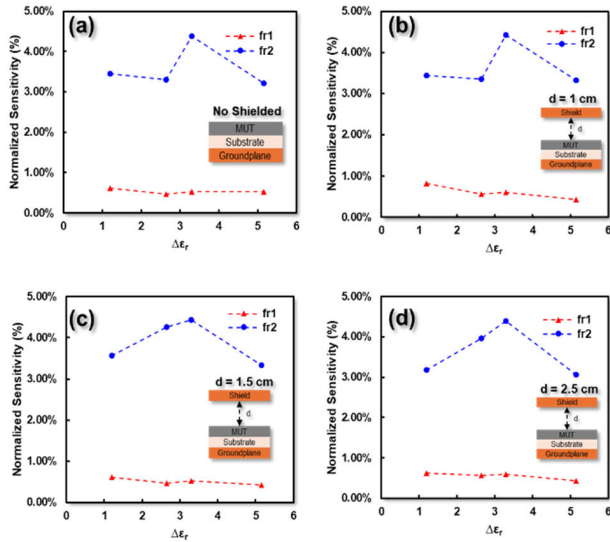 (a)
fr1
fr2
5.00%
4.00%
3.00%
2.00%
1.00%
0.00%
Normalized Sensitivity (%)
No Shielded
MUT
Substrate
Groundplane
0 1 2 3 4 5 6
Δεr
(b)
fr1
fr2
5.00%
4.00%
3.00%
2.00%
1.00%
0.00%
Normalized Sensitivity (%)
d = 1 cm
Shield
d
MUT
Substrate
Groundplane
0 1 2 3 4 5 6
Δεr
(c)
fr1
fr2
5.00%
4.00%
3.00%
2.00%
1.00%
0.00%
Normalized Sensitivity (%)
d = 1.5 cm
Shield
d
MUT
Substrate
Groundplane
0 1 2 3 4 5 6
Δεr
(d)
fr1
fr2
5.00%
4.00%
3.00%
2.00%
1.00%
0.00%
Normalized Sensitivity (%)
d = 2.5 cm
Shield
d
MUT
Substrate
Groundplane
0 1 2 3 4 5 6
Δεr